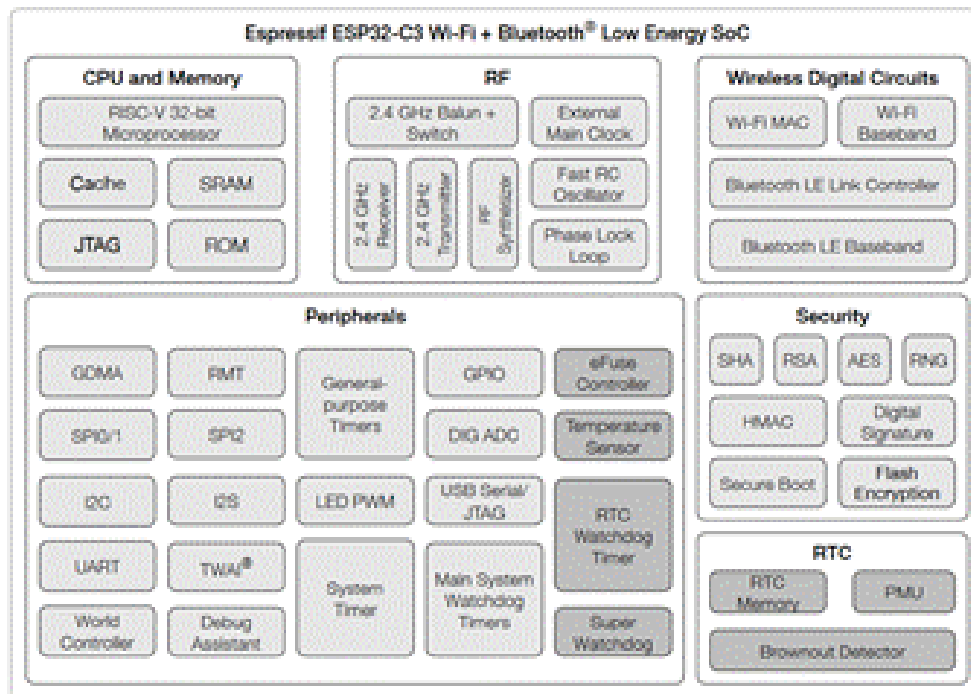 Espressif ESP32-C3 Wi-Fi + Bluetooth® Low Energy SoC
CPU and Memory
RISC-V 32-bit
Microprocessor
Cache
SRAM
JTAG
ROM
RF
2.4 GHz Balun +
Switch
External
Main Clock
2.4 GHz
Receiver
2.4 GHz
Transmitter
RF
Synthesizer
Fast RC
Oscillator
Phase Lock
Loop
Wireless Digital Circuits
Wi-Fi MAC
Wi-Fi
Baseband
Bluetooth LE Link Controller
Bluetooth LE Baseband
Peripherals
GDMA
RMT
General-
purpose
Timers
GPIO
eFuse
Controller
SPI0/1
SPI2
DIG ADC
Temperature
Sensor
I2C
I2S
LED PWM
USB Serial/
JTAG
RTC
Watchdog
Timer
UART
TWAI®
System
Timer
Main System
Watchdog
Timers
World
Controller
Debug
Assistant
Super
Watchdog
Security
SHA
RSA
AES
RNG
HMAC
Digital
Signature
Secure Boot
Flash
Encryption
RTC
RTC
Memory
PMU
Brownout Detector